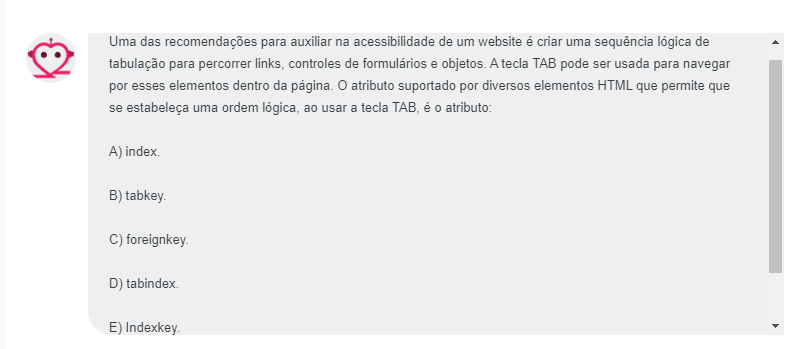 Uma das recomendações para auxiliar na acessibilidade de um website é criar uma sequência lógica de
tabulação para percorrer links, controles de formulários e objetos. A tecla TAB pode ser usada para navegar
por esses elementos dentro da página. O atributo suportado por diversos elementos HTML que permite que
se estabeleça uma ordem lógica, ao usar a tecla TAB, é o atributo:
A) index.
B) tabkey.
C) foreignkey.
D) tabindex.
E) Indexkey.